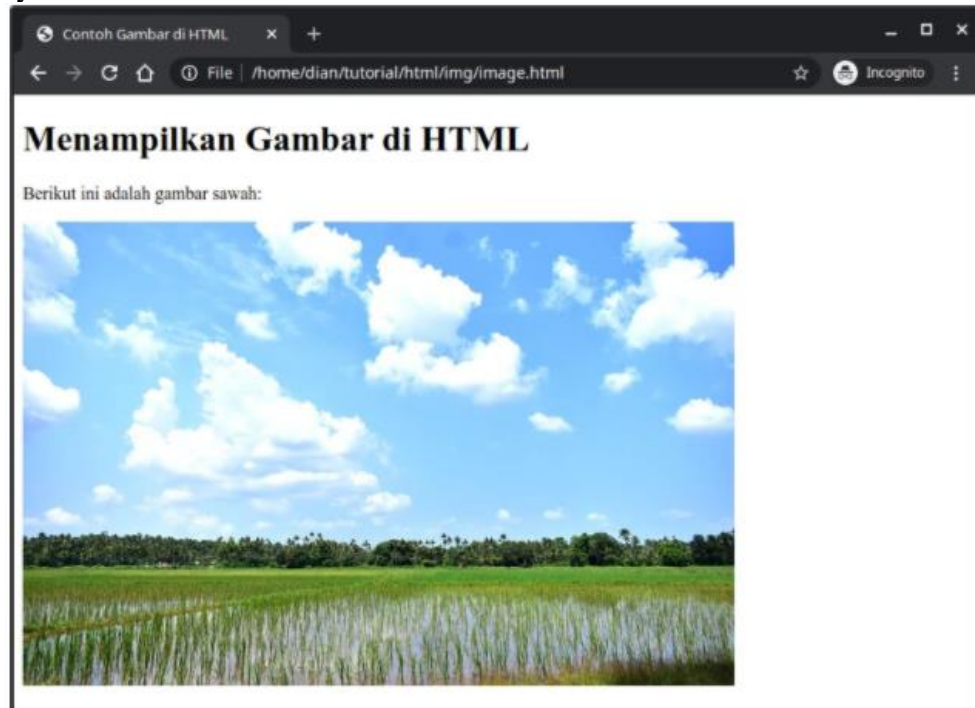 Contoh Gambar di HTML
File /home/dian/tutorial/html/img/image.html Incognito
Menampilkan Gambar di HTML
Berikut ini adalah gambar sawah: